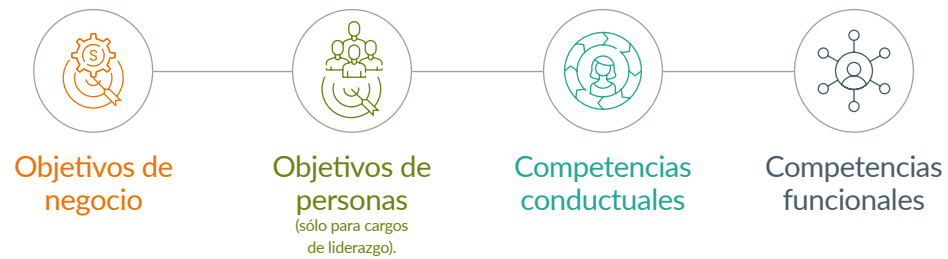 Objetivos de
negocio
Objetivos de
personas
(sólo para cargos
de liderazgo).
Competencias
conductuales
Competencias
funcionales